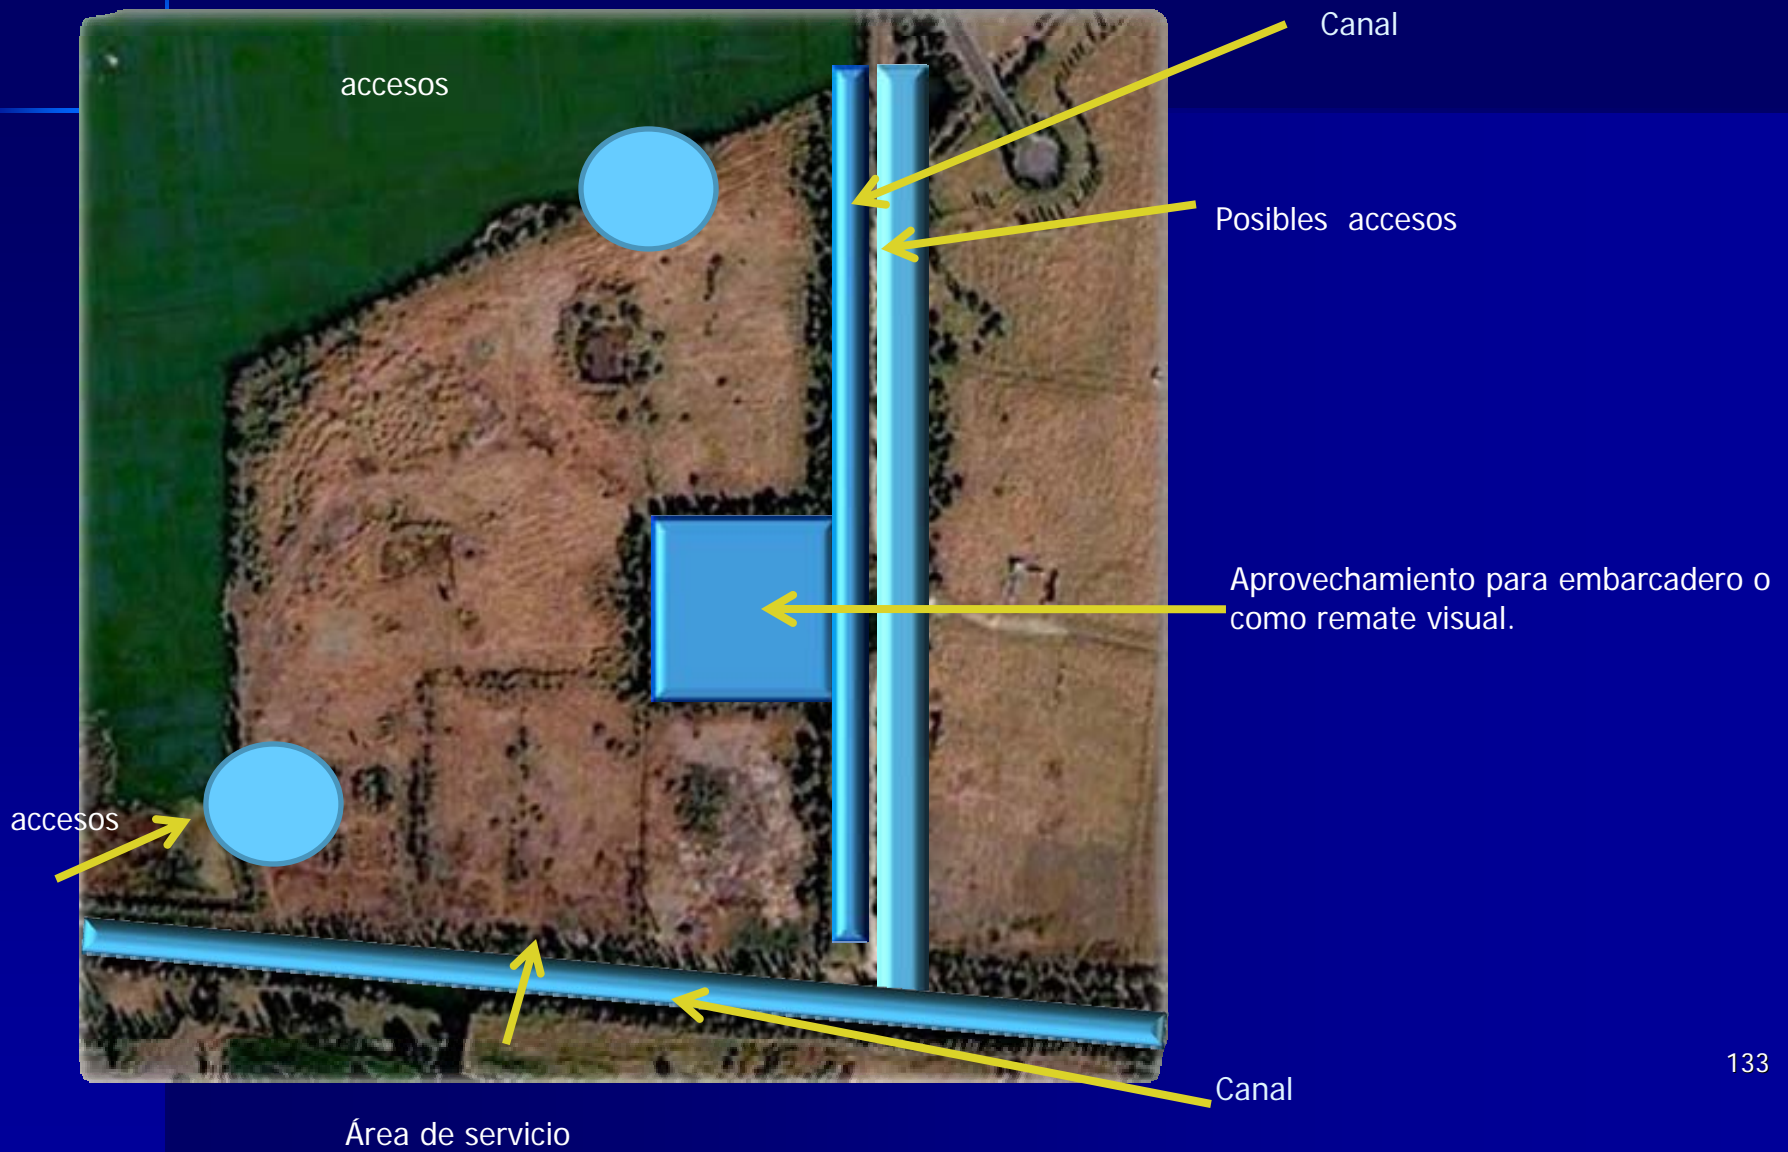 Canal
accesos
Posibles accesos
Aprovechamiento para embarcadero o
como remate visual.
accesos
133
Canal
Área de servicio